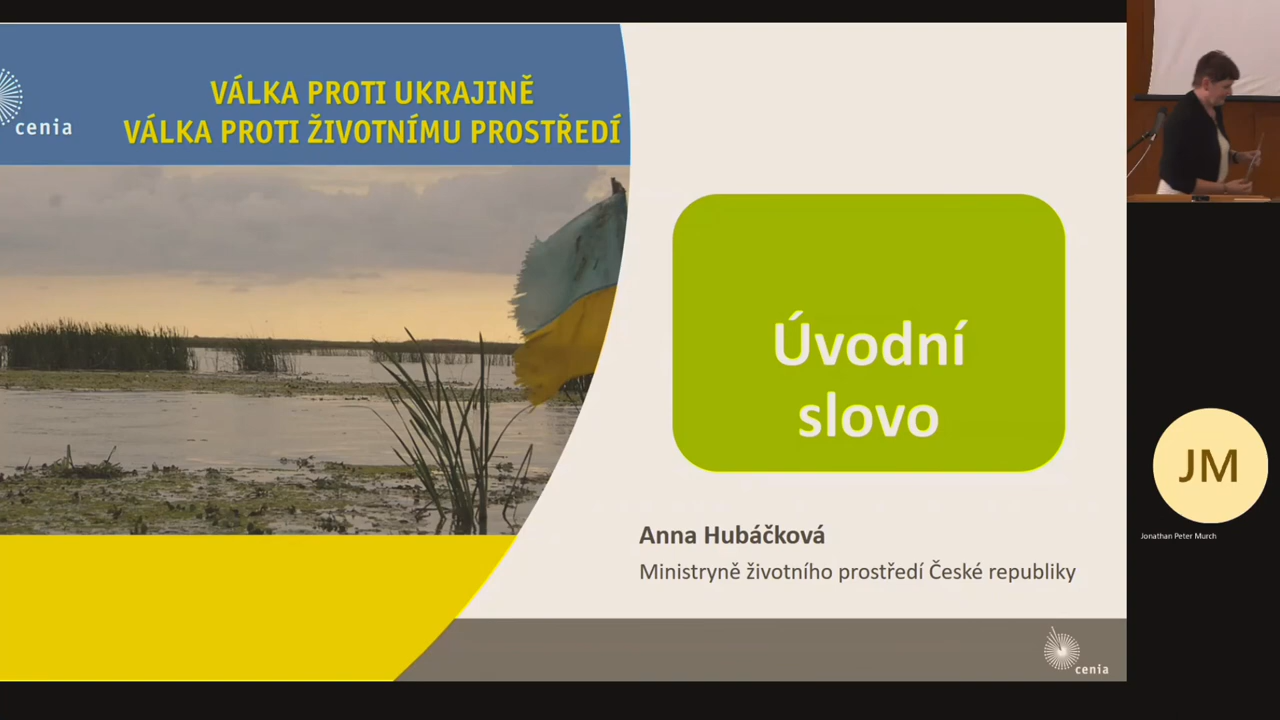 cenia
VÁLKA PROTI UKRAJINĚ
VÁLKA PROTI ŽIVOTNÍMU PROSTŘEDÍ
Úvodní
slovo
Anna Hubáčková
Ministryně životního prostředí České republiky
cenia
JM
Jonathan Peter Murch